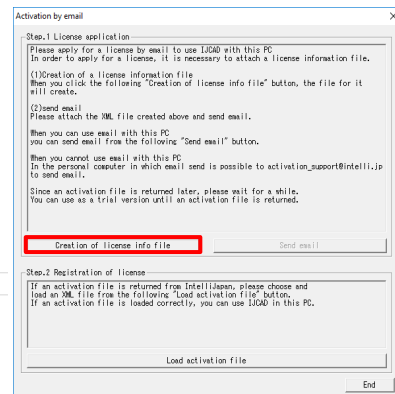 Activation by email
Step.1 License application
Please apply for a license by email to use IJCAD with this PC
In order to apply for a license, it is necessary to attach a license information file.
(1)Creation of a license information file
When you click the following "Creation of license info file" button, the file for it
will create.
(2)send email
Please attach the XML file created above and send email.
When you can use email with this PC
you can send email from the following "Send email" button.
When you cannot use email with this PC
In the personal computer in which email send is possible to activation_support@intelli.jp
to send email.
Since an activation file is returned later, please wait for a while.
You can use as a trial version until an activation file is returned.
Creation of license info file
Send email
Step.2 Registration of license
If an activation file is returned from IntelliJapan, please choose and
load an XML file from the following "Load activation file" button.
If an activation file is loaded correctly, you can use IJCAD in this PC.
Load activation file
End